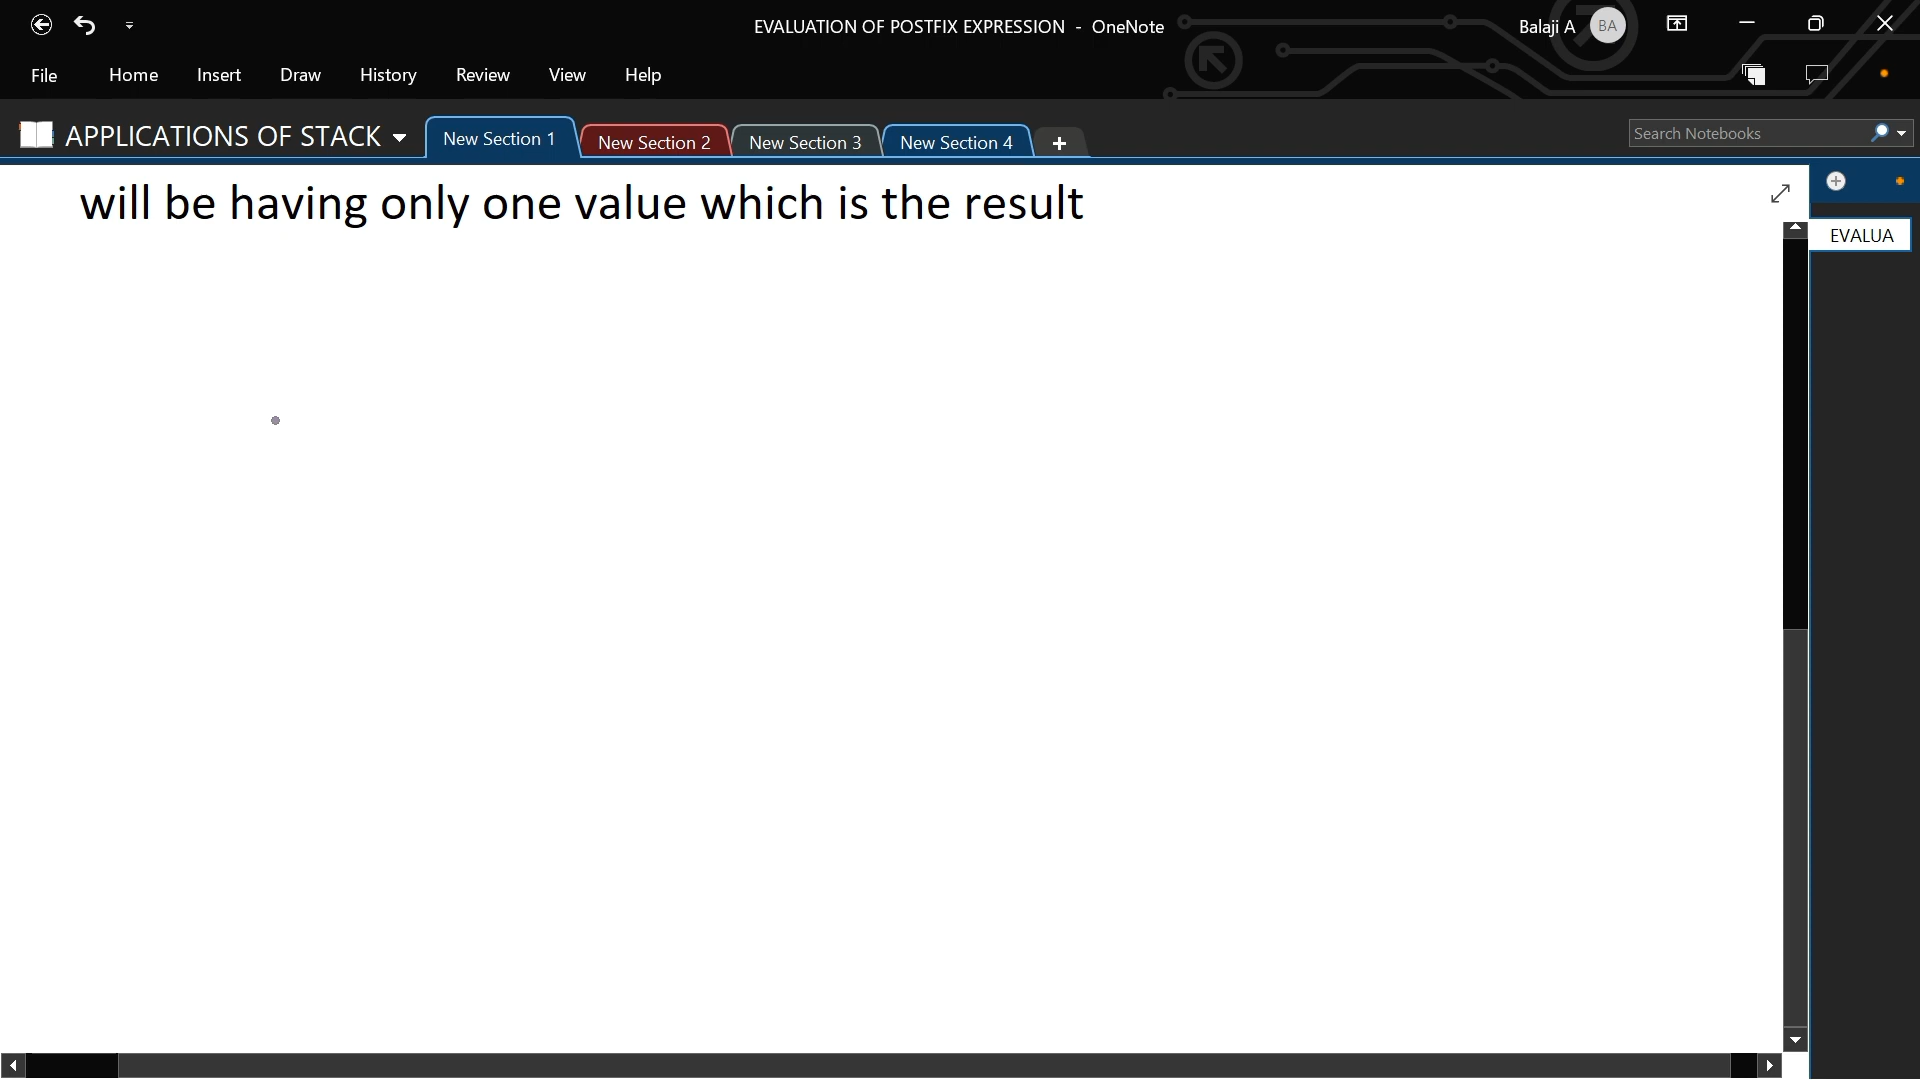 EVALUATION OF POSTFIX EXPRESSION - OneNote
Balaji A BA
File Home Insert Draw History Review View Help
APPLICATIONS OF STACK New Section 1 New Section 2 New Section 3 New Section 4 + Search Notebooks
will be having only one value which is the result
EVALUA